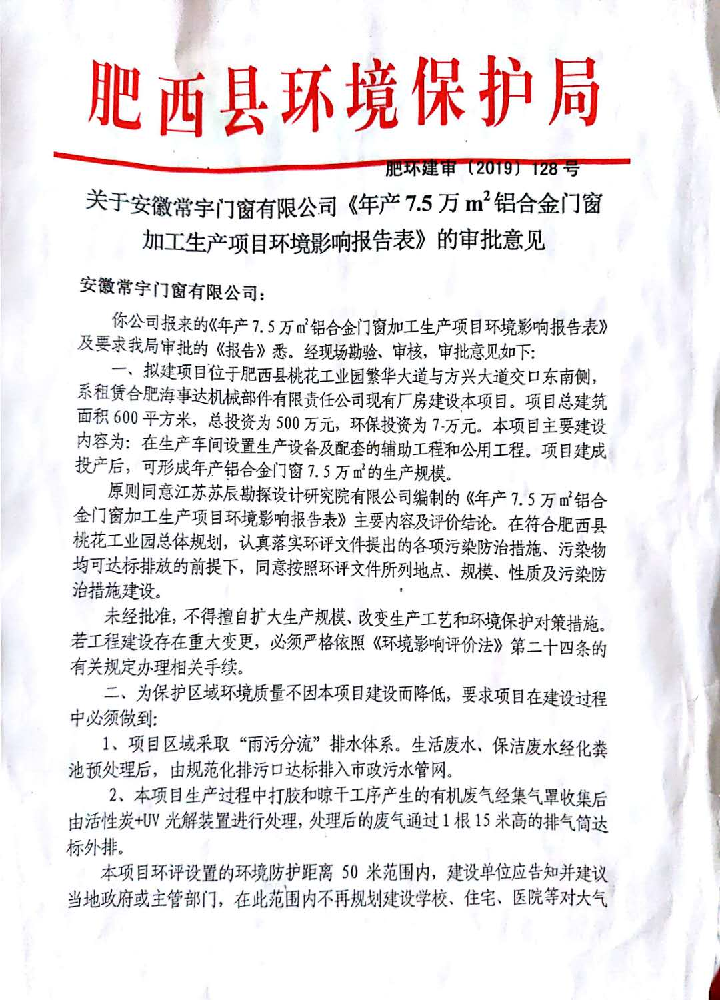 肥西县环境保护局
肥环建审〔2019〕128号
关于安徽常宇门窗有限公司《年产7.5万m²铝合金门窗
加工生产项目环境影响报告表》的审批意见
安徽常宇门窗有限公司：
你公司报来的《年产7.5万㎡铝合金门窗加工生产项目环境影响报告表》
及要求我局审批的《报告》悉。经现场勘验、审核，审批意见如下：
一、拟建项目位于肥西县桃花工业园繁华大道与方兴大道交口东南侧，
系租赁合肥海事达机械部件有限责任公司现有厂房建设本项目。项目总建筑
面积600平方米，总投资为500万元，环保投资为7万元。本项目主要建设
内容为：在生产车间设置生产设备及配套的辅助工程和公用工程。项目建成
投产后，可形成年产铝合金门窗7.5万㎡的生产规模。
原则同意江苏苏辰勘探设计研究院有限公司编制的《年产7.5万㎡铝合
金门窗加工生产项目环境影响报告表》主要内容及评价结论。在符合肥西县
桃花工业园总体规划，认真落实环评文件提出的各项污染防治措施、污染物
均可达标排放的前提下，同意按照环评文件所列地点、规模、性质及污染防
治措施建设。
未经批准，不得擅自扩大生产规模、改变生产工艺和环境保护对策措施。
若工程建设存在重大变更，必须严格依照《环境影响评价法》第二十四条的
有关规定办理相关手续。
二、为保护区域环境质量不因本项目建设而降低，要求项目在建设过程
中必须做到：
1、项目区域采取“雨污分流”排水体系。生活废水、保洁废水经化粪
池预处理后，由规范化排污口达标排入市政污水管网。
2、本项目生产过程中打胶和晾干工序产生的有机废气经集气罩收集后
由活性炭+UV光解装置进行处理，处理后的废气通过1根15米高的排气筒达
标外排。
本项目环评设置的环境防护距离 50 米范围内，建设单位应告知并建议
当地政府或主管部门，在此范围内不再规划建设学校、住宅、医院等对大气